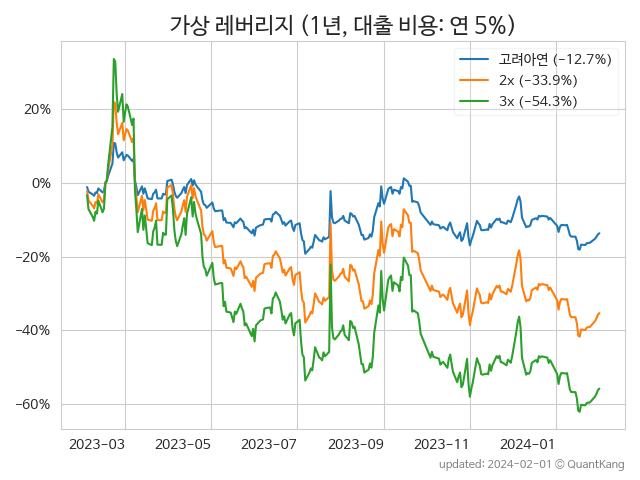 가상 레버리지 (1년, 대출 비용: 연 5%)
고려아연 (−12.7%)
2x (−33.9%)
3x (−54.3%)
20%
0%
−20%
−40%
−60%
2023-03 2023-05 2023-07 2023-09 2023-11 2024-01
updated: 2024-02-01 © QuantKang